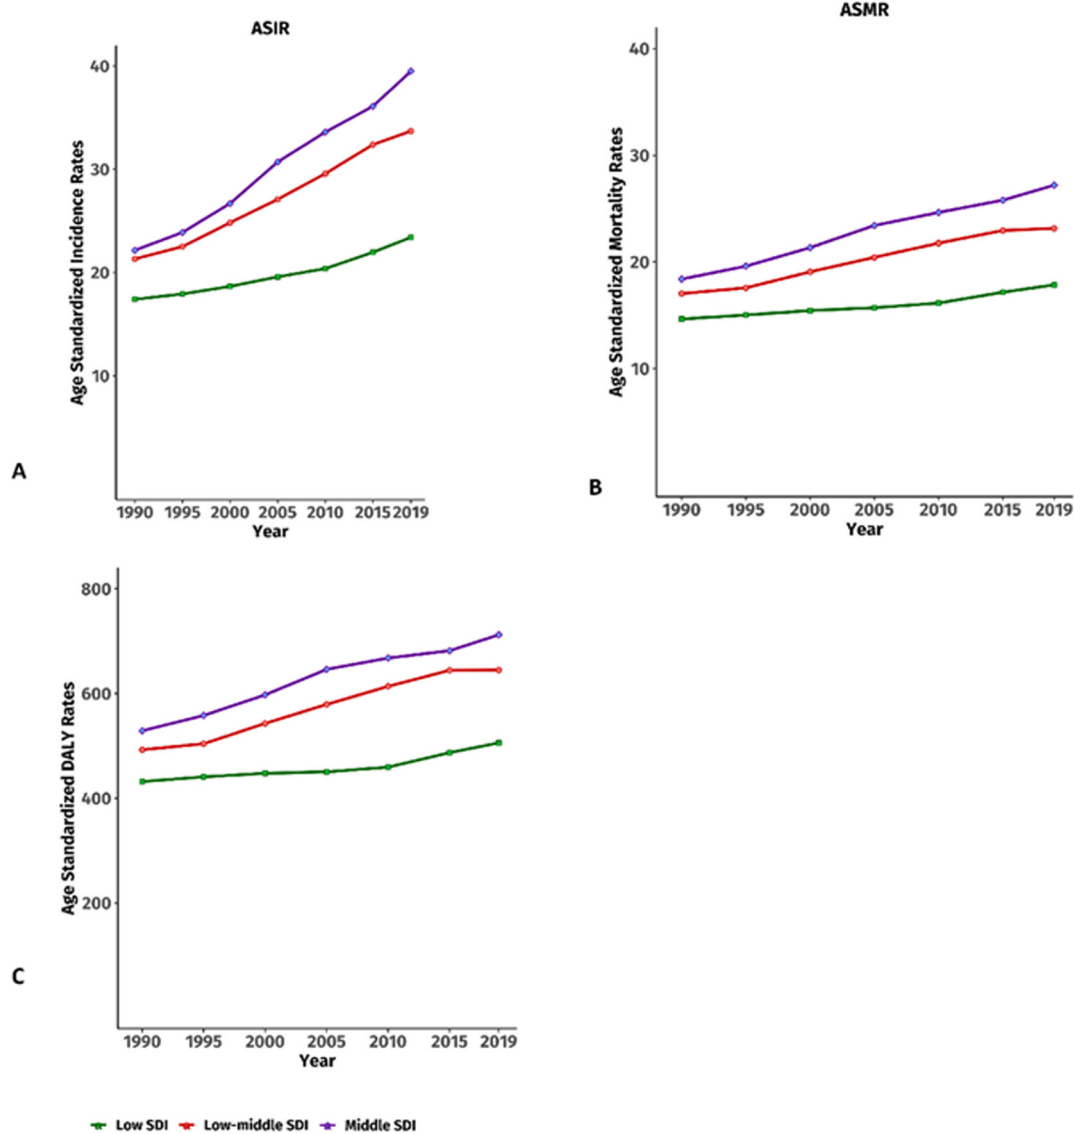 ASIR
Age Standardized Incidence Rates
40
30
20
10
1990 1995 2000 2005 2010 2015 2019
Year
A
ASMR
Age Standardized Mortality Rates
40
30
20
10
1990 1995 2000 2005 2010 2015 2019
Year
B
Age Standardized DALY Rates
800
600
400
200
1990 1995 2000 2005 2010 2015 2019
Year
C
Low SDI Low-middle SDI Middle SDI